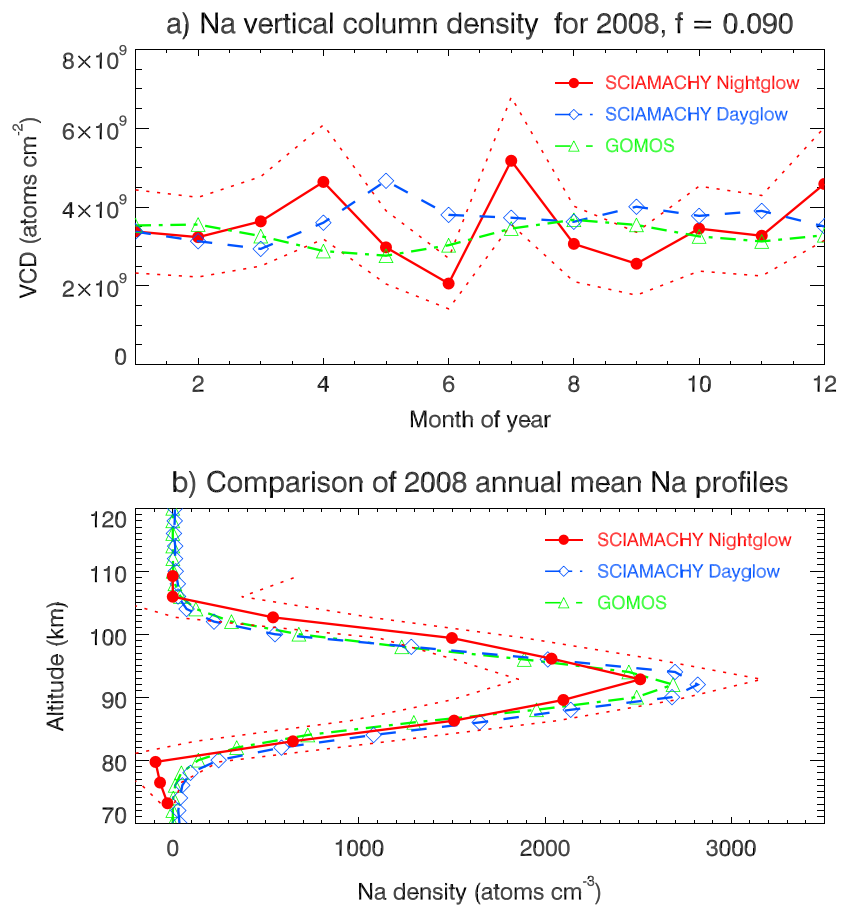 a) Na vertical column density for 2008, f = 0.090
8×10⁹
6×10⁹
4×10⁹
2×10⁹
0
VCD (atoms cm⁻²)
SCIAMACHY Nightglow
SCIAMACHY Dayglow
GOMOS
2 4 6 8 10 12
Month of year
b) Comparison of 2008 annual mean Na profiles
120
110
100
90
80
70
Altitude (km)
SCIAMACHY Nightglow
SCIAMACHY Dayglow
GOMOS
0 1000 2000 3000
Na density (atoms cm⁻³)